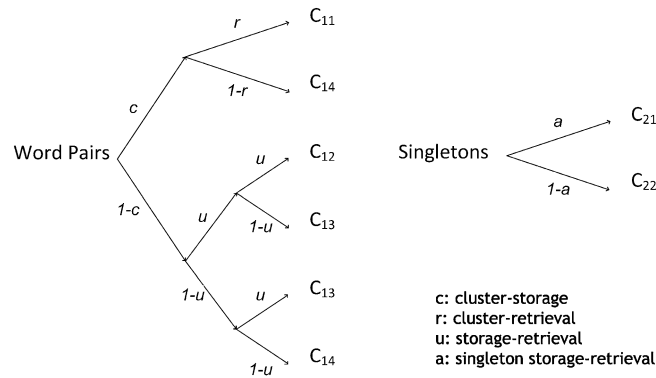 r
C11
c
1-r
C14
Word Pairs
1-c
u
u
C12
1-u
C13
1-u
u
C13
1-u
C14
Singletons
a
C21
1-a
C22
c: cluster-storage
r: cluster-retrieval
u: storage-retrieval
a: singleton storage-retrieval